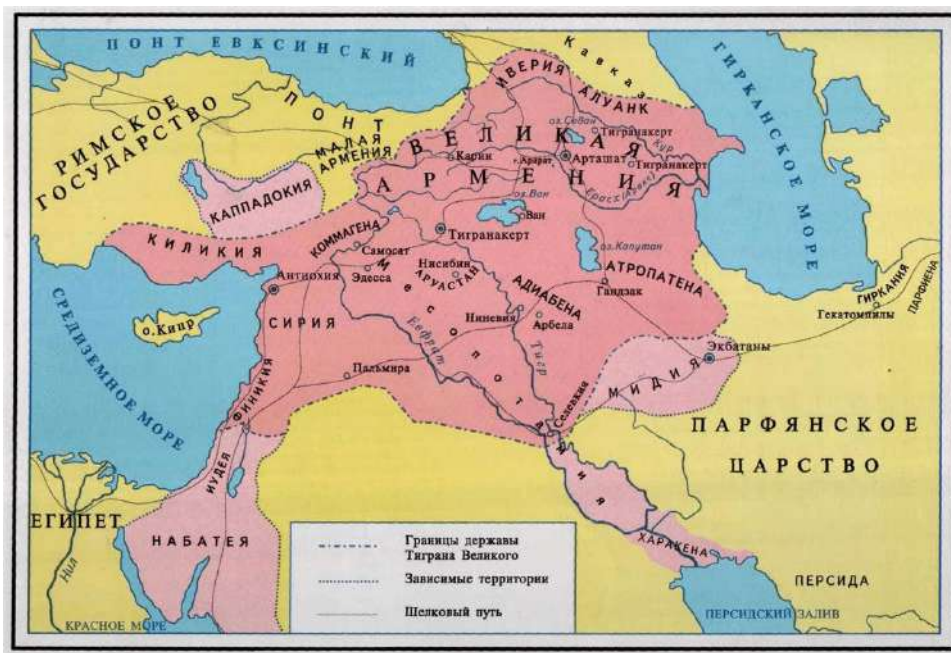 ПОНТ ЕВКСИНСКИЙ
Кавказ
ГИРКАНСКОЕ МОРЕ
РИМСКОЕ
ГОСУДАРСТВО
ПОНТ
МАЛАЯ
АРМЕНИЯ
ИВЕРИЯ
АЛУАНК
оз.Севан
Тигранакерт
Кур
ВЕЛИКАЯ
АРМЕНИЯ
Карин
г.Арарат
Арташат
Тигранакерт
Ерасх
КАППАДОКИЯ
оз.Ван
Ван
КИЛИКИЯ
КОММАГЕНА
Тигранакерт
оз.Капутан
Самосат
Эдесса
Нисибин
АРУАСТАН
АДИАБЕНА
АТРОПАТЕНА
Гандзак
Антиохия
СИРИЯ
Месопотамия
Ниневия
Арбела
ГИРКАНИЯ
ПАРФИЕНА
Гекатомпилы
СРЕДИЗЕМНОЕ МОРЕ
о.Кипр
Евфрат
Тигр
Экбатаны
Пальмира
МИДИЯ
ФИНИКИЯ
Селевкия
ПАРФЯНСКОЕ
ЦАРСТВО
ИУДЕЯ
ЕГИПЕТ
НАБАТЕЯ
Нил
ХАРАКЕНА
ПЕРСИДА
КРАСНОЕ МОРЕ
ПЕРСИДСКИЙ ЗАЛИВ
Границы державы
Тиграна Великого
Зависимые территории
Шелковый путь